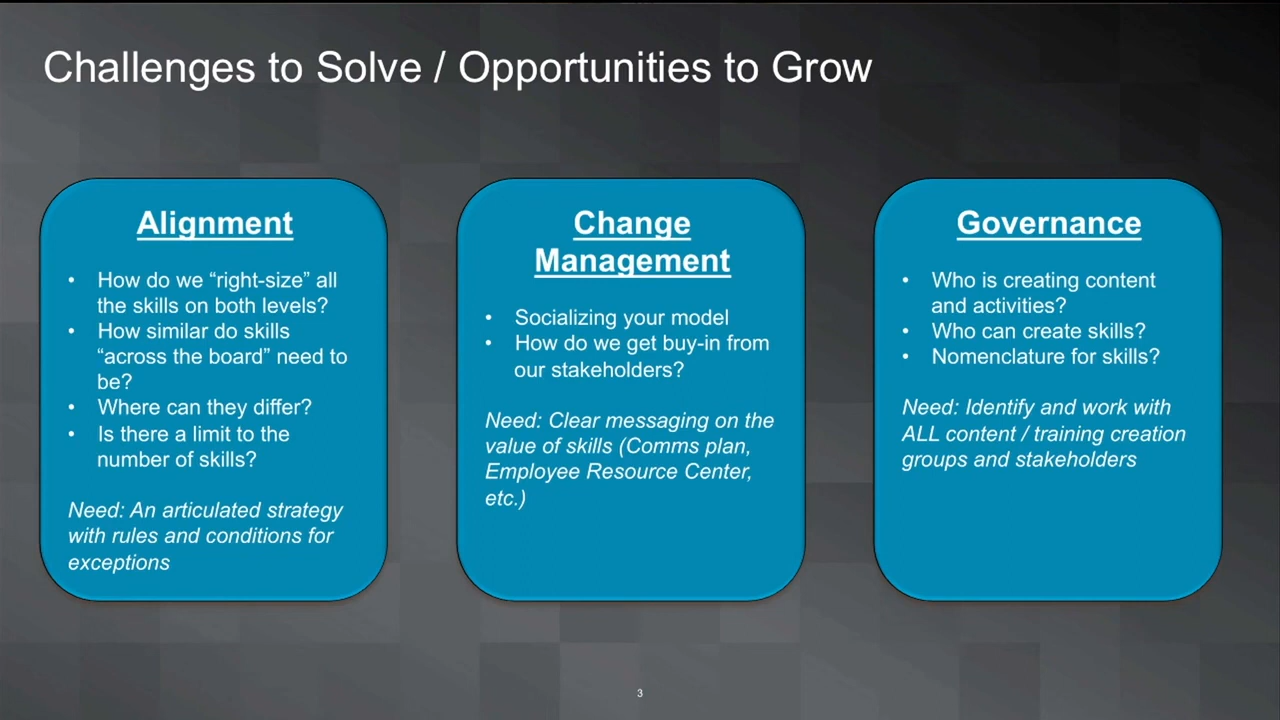 Challenges to Solve / Opportunities to Grow
Alignment
• How do we “right-size” all
the skills on both levels?
• How similar do skills
“across the board” need to
be?
• Where can they differ?
• Is there a limit to the
number of skills?
Need: An articulated strategy
with rules and conditions for
exceptions
Change
Management
• Socializing your model
• How do we get buy-in from
our stakeholders?
Need: Clear messaging on the
value of skills (Comms plan,
Employee Resource Center,
etc.)
Governance
• Who is creating content
and activities?
• Who can create skills?
• Nomenclature for skills?
Need: Identify and work with
ALL content / training creation
groups and stakeholders
3